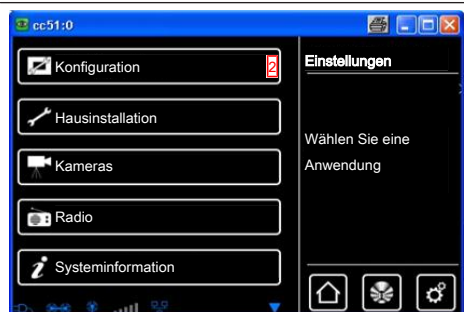 cc51:0
Konfiguration 2
Hausinstallation
Kameras
Radio
Systeminformation
Einstellungen
Wählen Sie eine
Anwendung